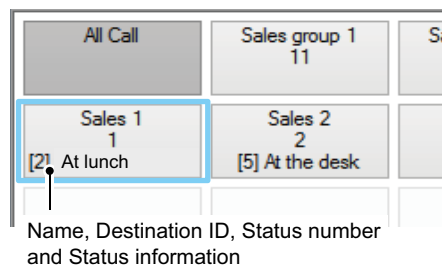 All Call
Sales group 1
11
Sa
Sales 1
1
[2] At lunch
Sales 2
2
[5] At the desk
Name, Destination ID, Status number
and Status information